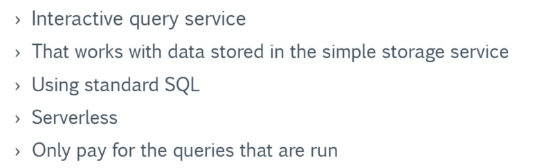 › Interactive query service
› That works with data stored in the simple storage service
› Using standard SQL
› Serverless
› Only pay for the queries that are run